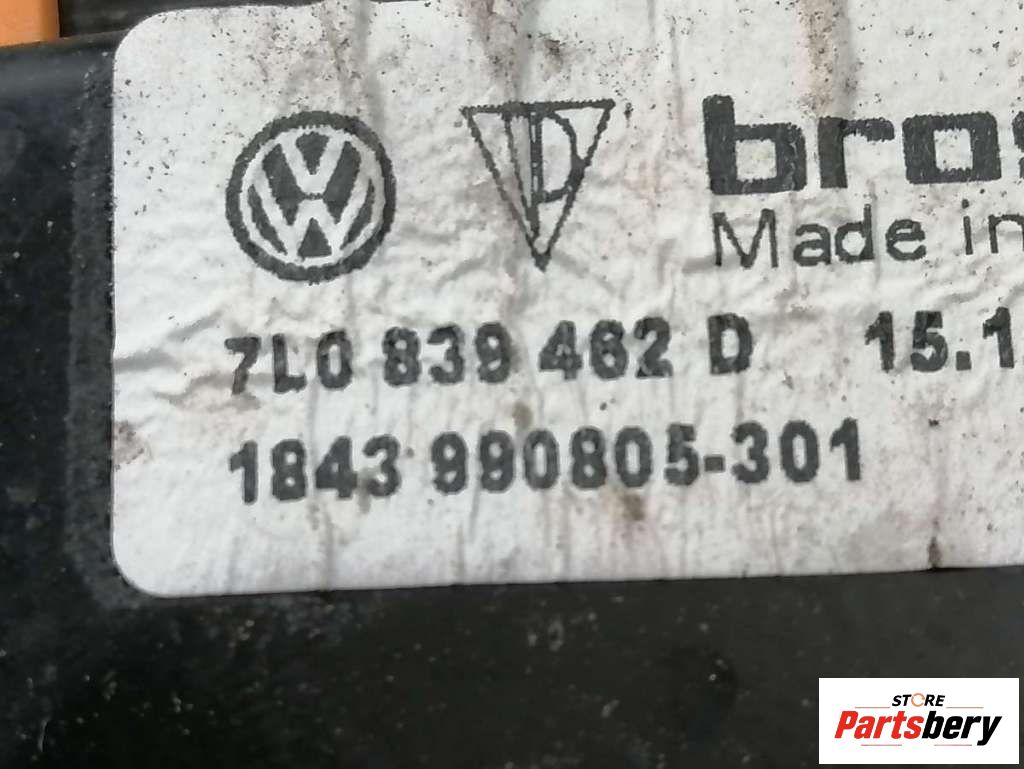 bros
Made in
7L0 839 462 D 15.1
1843 990805-301
STORE
Partsbery